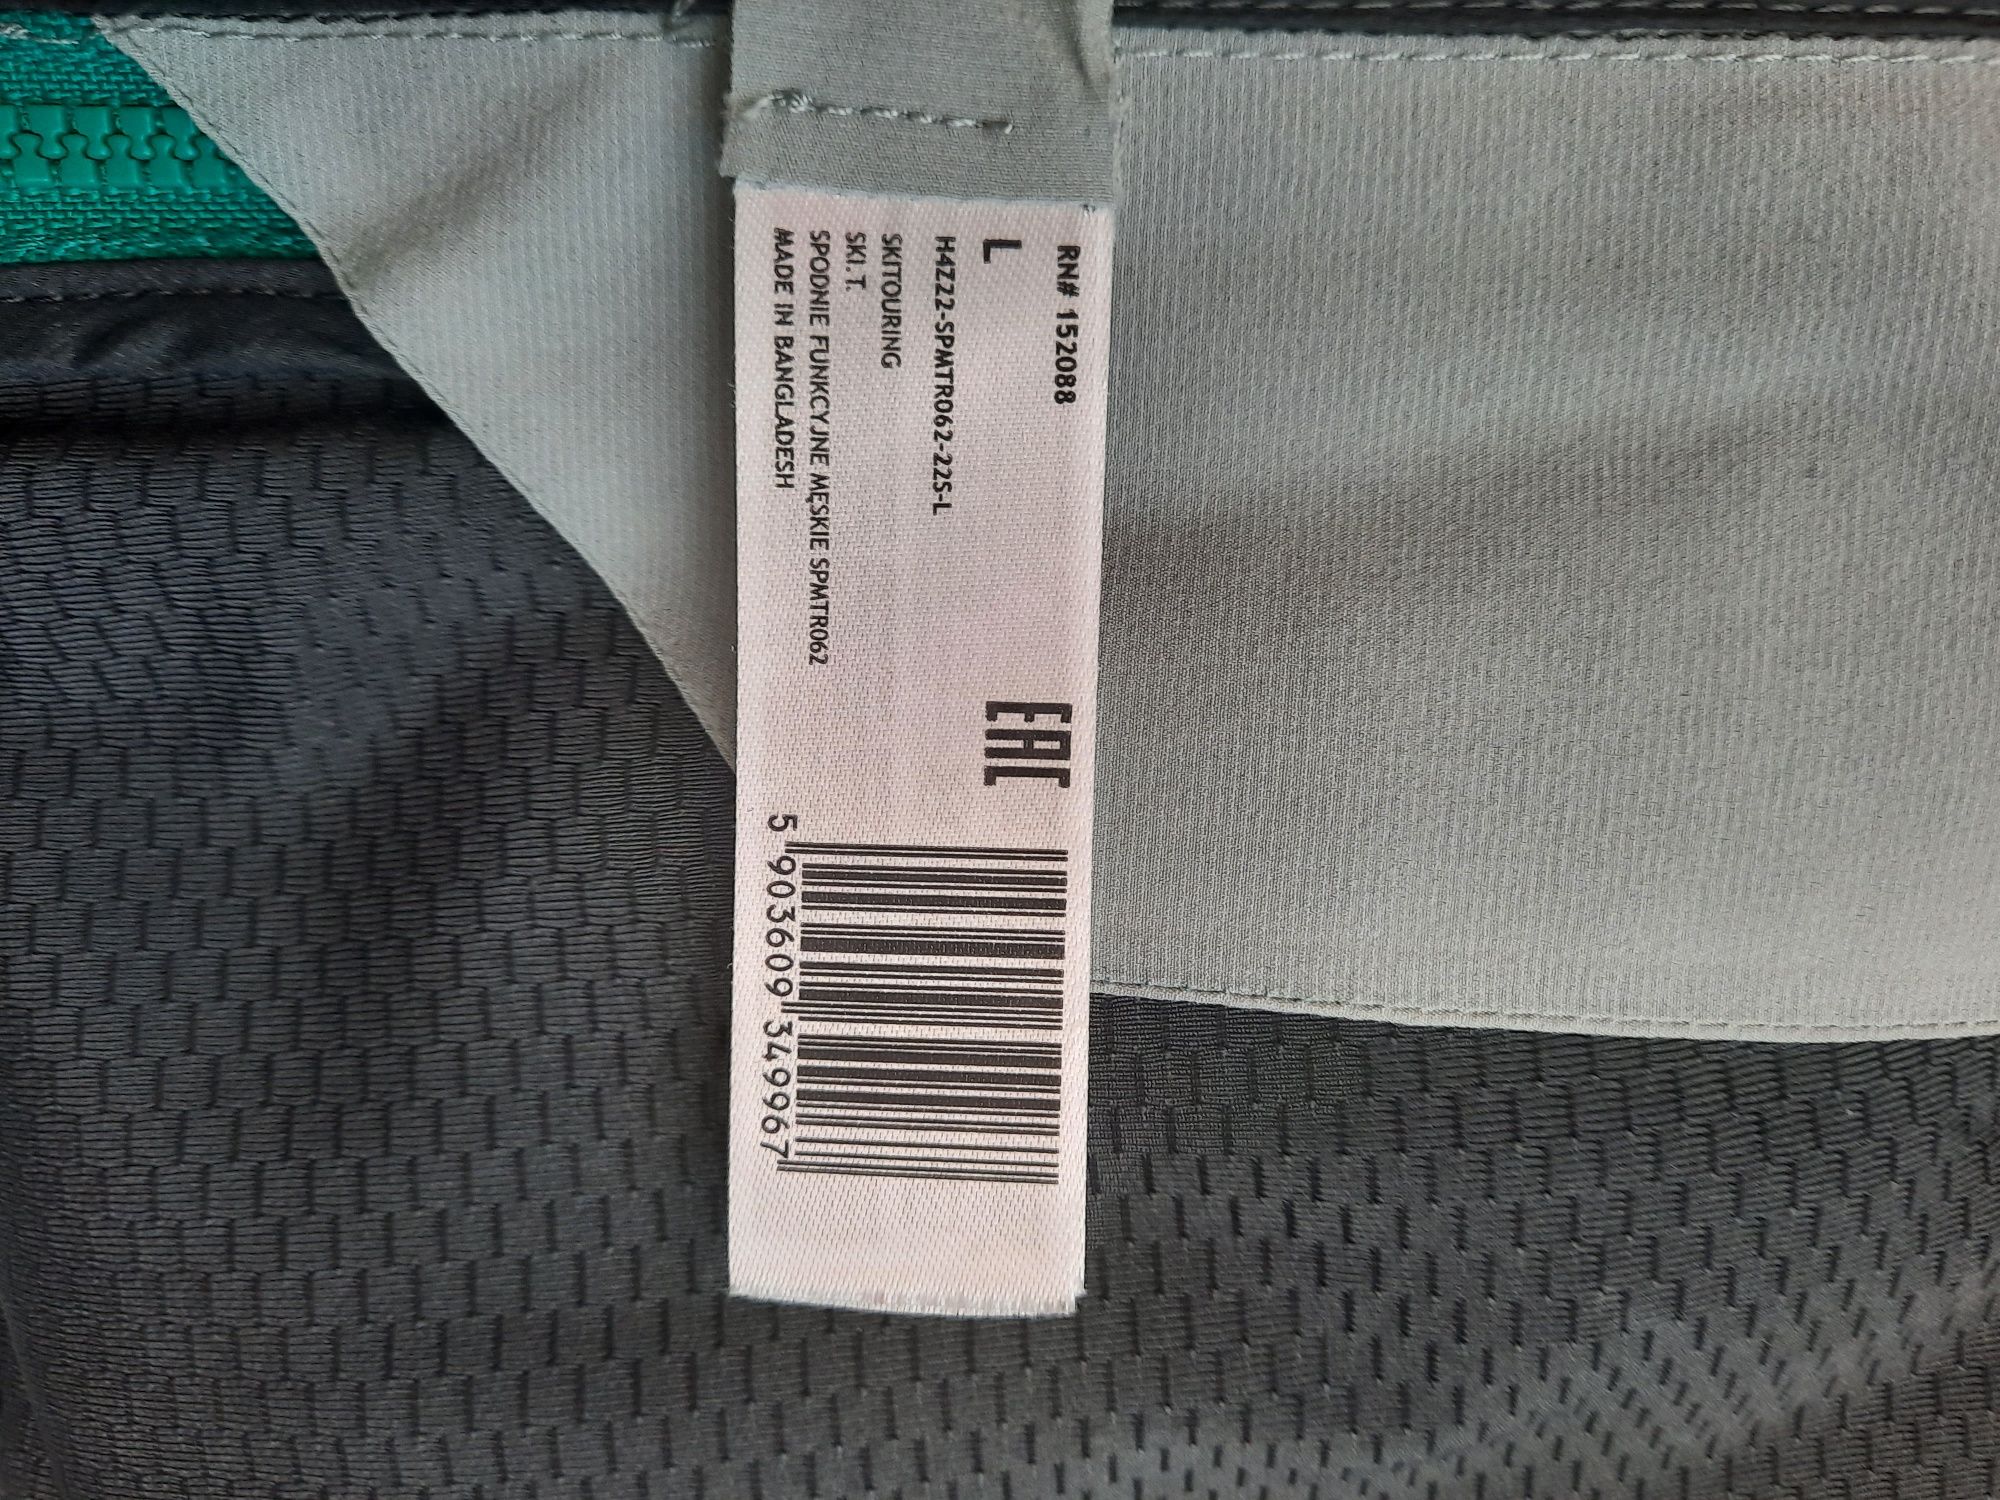 RN# 152088
L
EAC
H4Z22-SPMTR062-22S-L
SKITOURING
SKI.T.
SPODNIE FUNKCYJNE MĘSKIE SPMTR062
MADE IN BANGLADESH
5 903609 349967